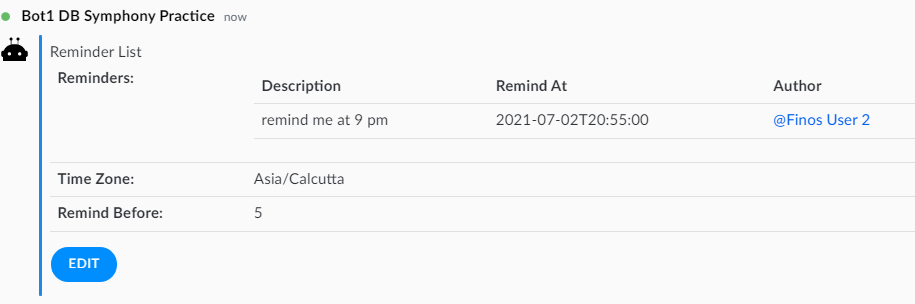 Bot1 DB Symphony Practice now
Reminder List
Reminders:
Description Remind At Author
remind me at 9 pm 2021-07-02T20:55:00 @Finos User 2
Time Zone: Asia/Calcutta
Remind Before: 5
EDIT